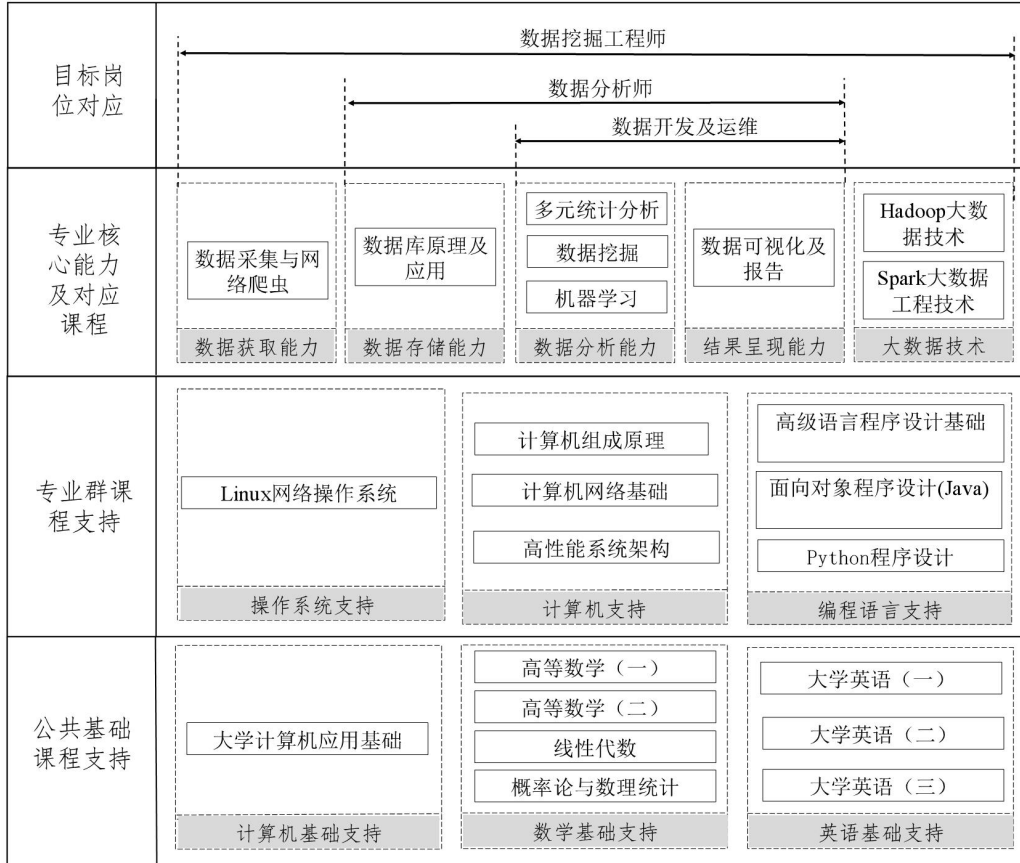 目标岗
位对应
数据挖掘工程师
数据分析师
数据开发及运维
专业核
心能力
及对应
课程
数据采集与网
络爬虫
数据获取能力
数据库原理及
应用
数据存储能力
多元统计分析
数据挖掘
机器学习
数据分析能力
数据可视化及
报告
结果呈现能力
Hadoop大数
据技术
Spark大数据
工程技术
大数据技术
专业群课
程支持
Linux网络操作系统
操作系统支持
计算机组成原理
计算机网络基础
高性能系统架构
计算机支持
高级语言程序设计基础
面向对象程序设计(Java)
Python程序设计
编程语言支持
公共基础
课程支持
大学计算机应用基础
计算机基础支持
高等数学（一）
高等数学（二）
线性代数
概率论与数理统计
数学基础支持
大学英语（一）
大学英语（二）
大学英语（三）
英语基础支持